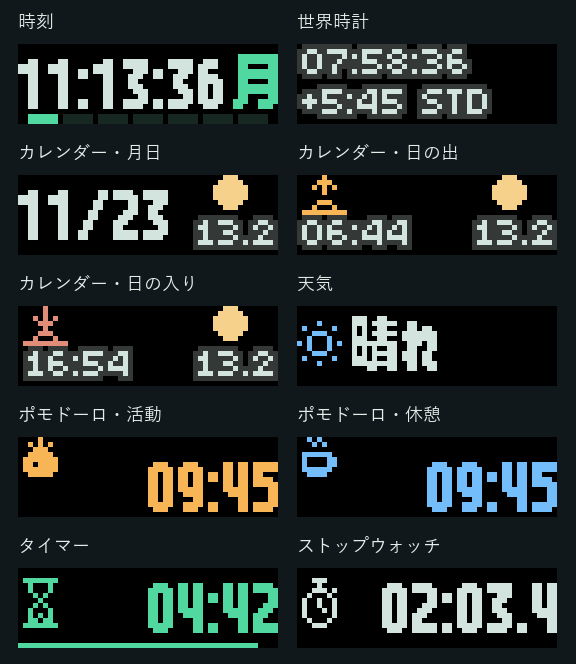 時刻
11:13:36 月
世界時計
07:58:36
+5:45 STD
カレンダー・月日
11/23
13.2
カレンダー・日の出
06:44
13.2
カレンダー・日の入り
16:54
13.2
天気
晴れ
ポモドーロ・活動
09:45
ポモドーロ・休憩
09:45
タイマー
04:42
ストップウォッチ
02:03.4